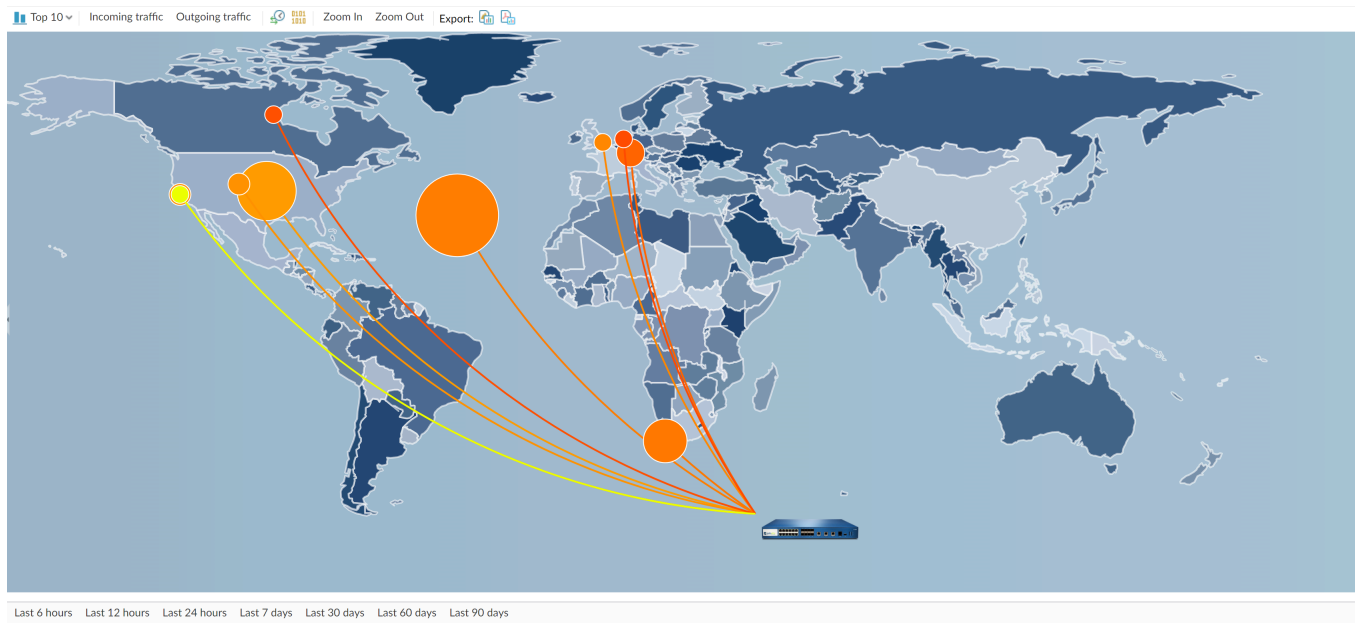 Top 10 Incoming traffic Outgoing traffic 0101 1010 Zoom In Zoom Out Export:
Last 6 hours Last 12 hours Last 24 hours Last 7 days Last 30 days Last 60 days Last 90 days